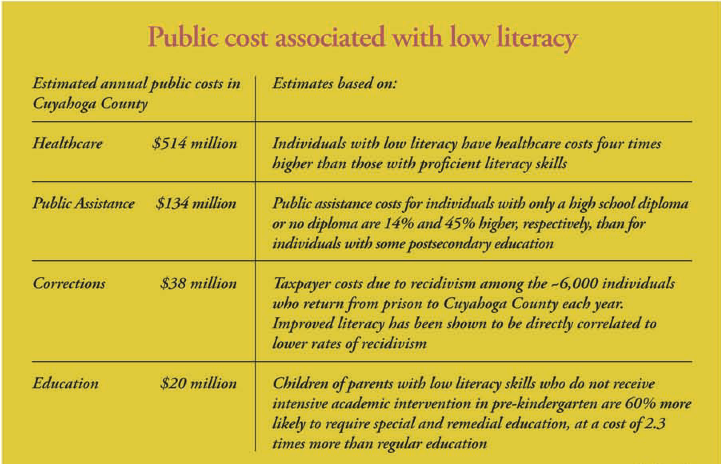 Public cost associated with low literacy
Estimated annual public costs in
Cuyahoga County
Estimates based on:
Healthcare $514 million
Individuals with low literacy have healthcare costs four times
higher than those with proficient literacy skills
Public Assistance $134 million
Public assistance costs for individuals with only a high school diploma
or no diploma are 14% and 45% higher, respectively, than for
individuals with some postsecondary education
Corrections $38 million
Taxpayer costs due to recidivism among the ~6,000 individuals
who return from prison to Cuyahoga County each year.
Improved literacy has been shown to be directly correlated to
lower rates of recidivism
Education $20 million
Children of parents with low literacy skills who do not receive
intensive academic intervention in pre-kindergarten are 60% more
likely to require special and remedial education, at a cost of 2.3
times more than regular education